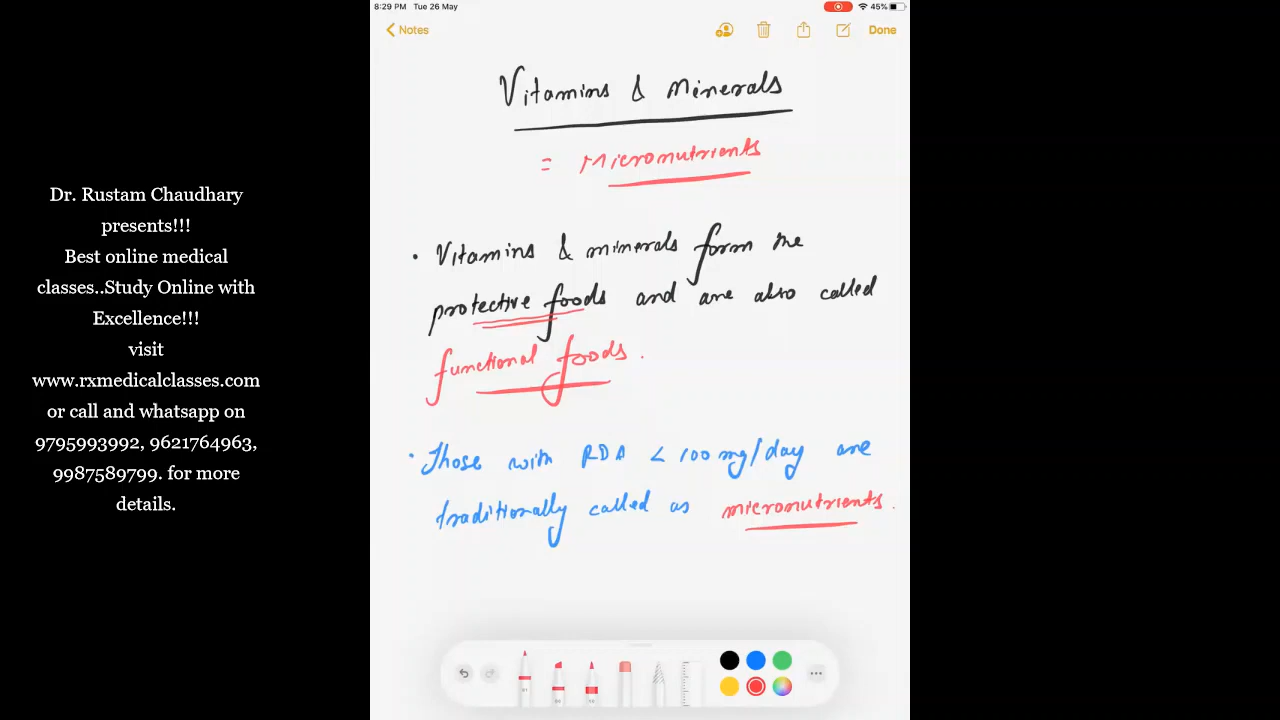 8:29 PM Tue 26 May
45%
Notes
Done
Vitamins & Minerals
= Micronutrients
• Vitamins & minerals form the
protective foods and are also called
functional foods.
• Those with RDA < 100 mg/day are
traditionally called as micronutrients.
Dr. Rustam Chaudhary
presents!!!
Best online medical
classes..Study Online with
Excellence!!!
visit
www.rxmedicalclasses.com
or call and whatsapp on
9795993992, 9621764963,
9987589799. for more
details.